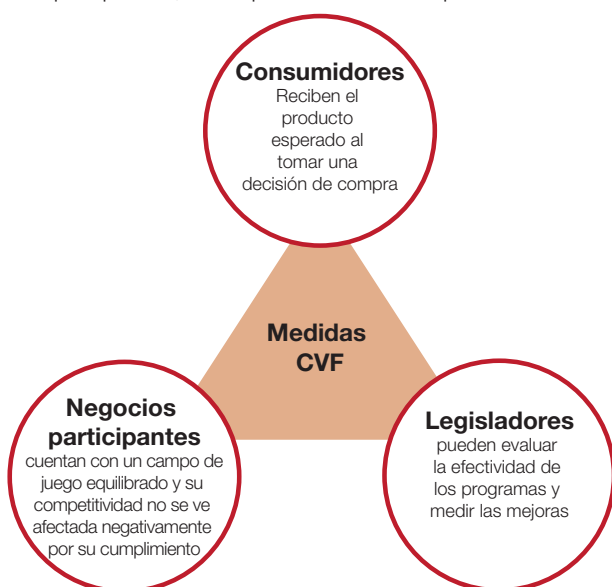 Consumidores
Reciben el
producto
esperado al
tomar una
decisión de compra
Medidas
CVF
Negocios
participantes
cuentan con un campo de
juego equilibrado y su
competitividad no se ve
afectada negativamente
por su cumplimiento
Legisladores
pueden evaluar
la efectividad de
los programas y
medir las mejoras